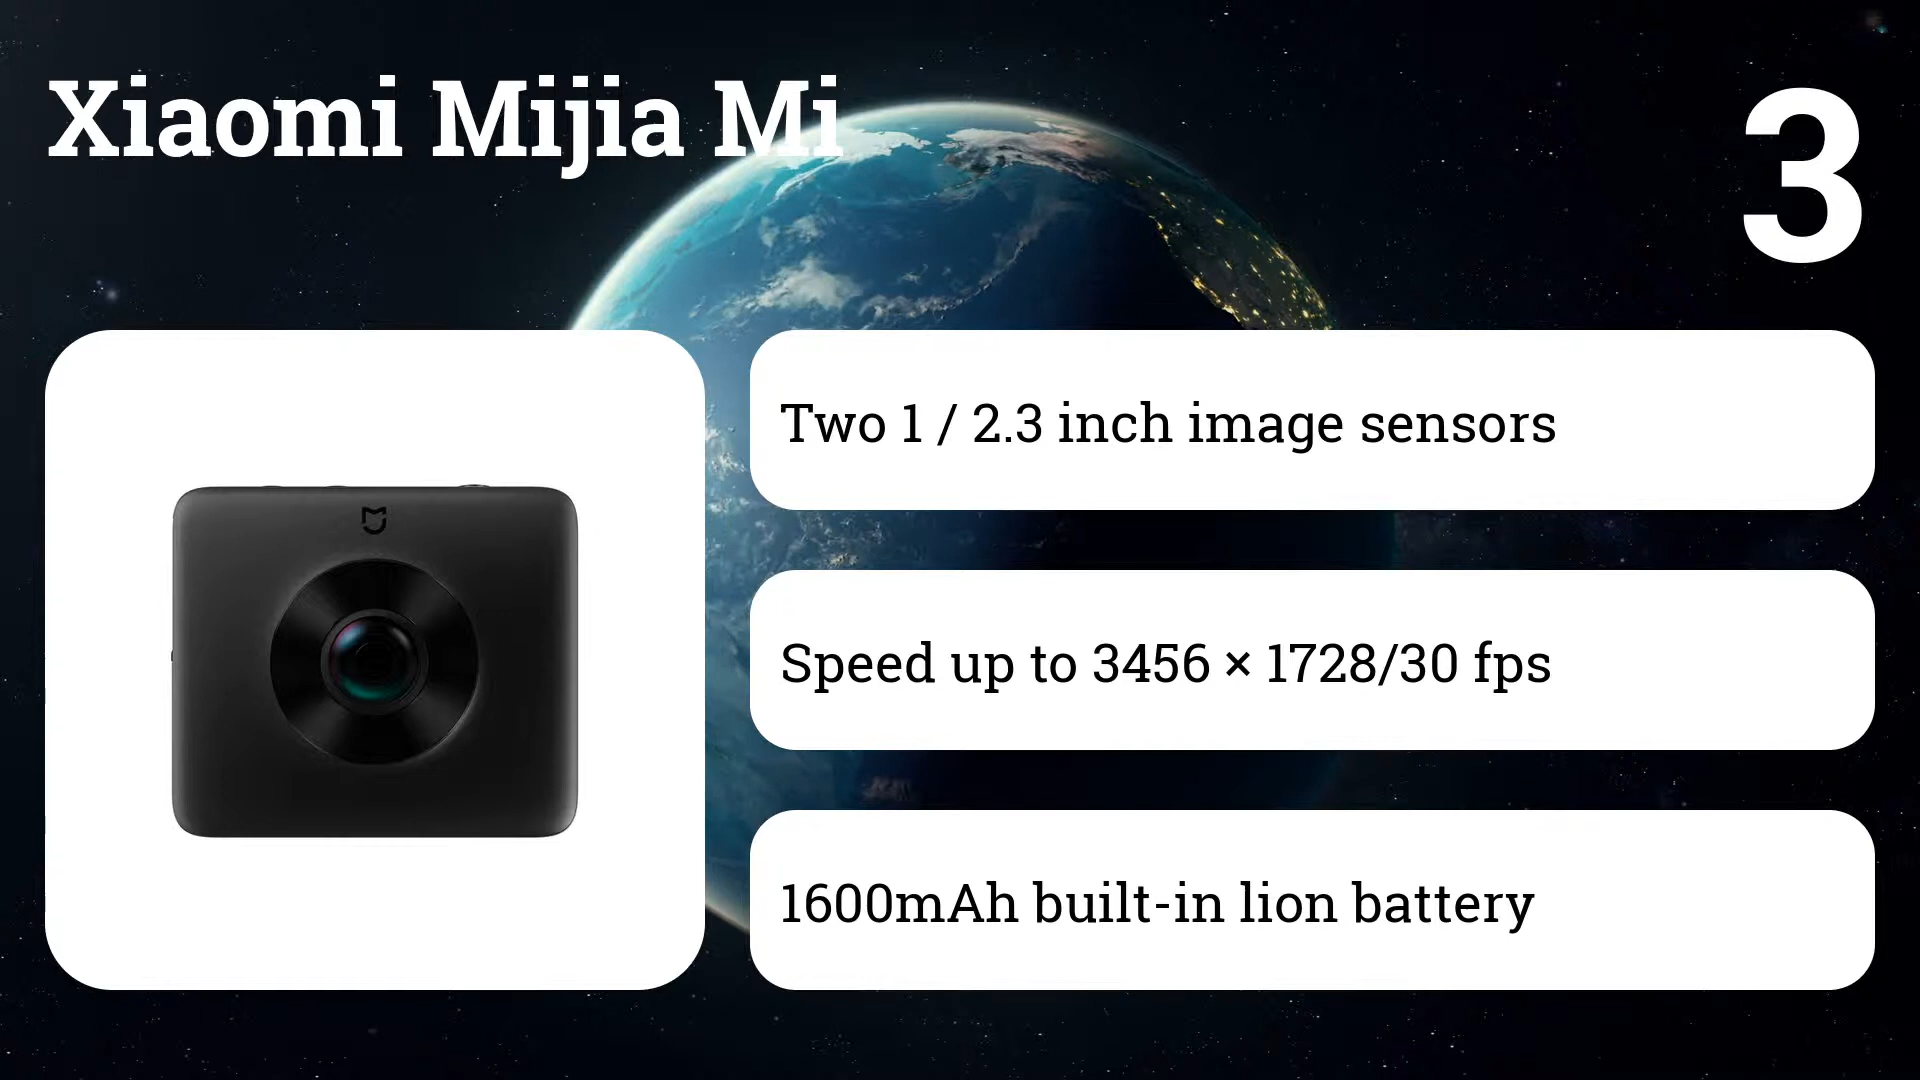 Xiaomi Mijia Mi
3
Two 1 / 2.3 inch image sensors
Speed up to 3456 × 1728/30 fps
1600mAh built-in lion battery